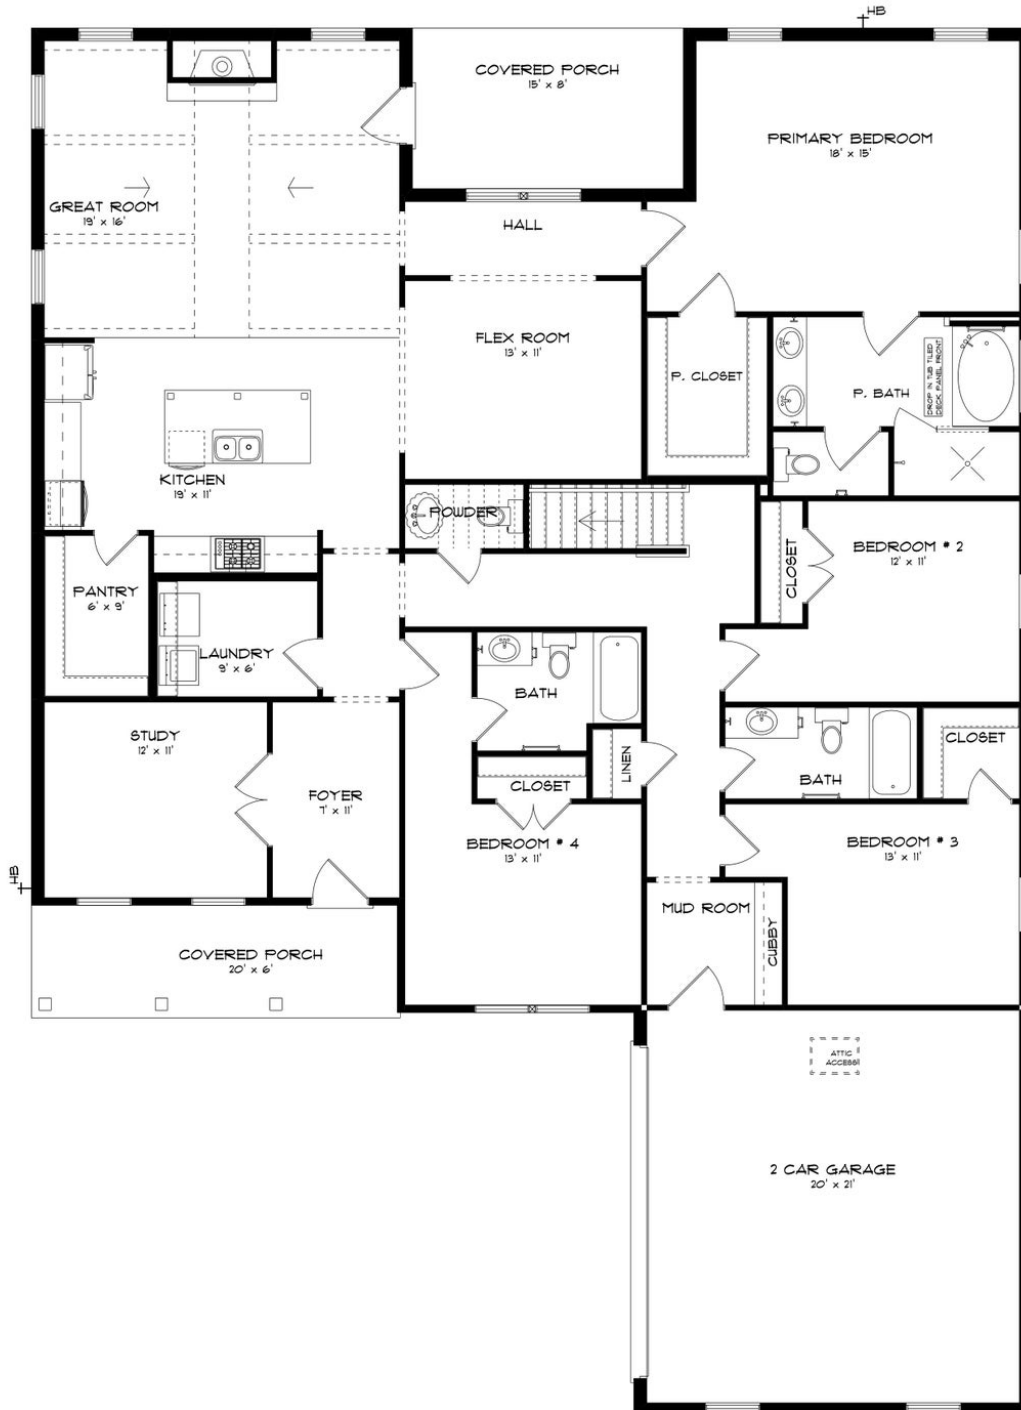 HB
COVERED PORCH
15' x 8'
PRIMARY BEDROOM
18' x 15'
GREAT ROOM
19' x 16'
HALL
FLEX ROOM
13' x 11'
P. CLOSET
P. BATH
DROP IN TUB TILED
DECK, PANEL FRONT
KITCHEN
19' x 11'
POWDER
CLOSET
BEDROOM # 2
12' x 11'
PANTRY
6' x 9'
LAUNDRY
9' x 6'
BATH
STUDY
12' x 11'
FOYER
7' x 11'
LINEN
CLOSET
BATH
CLOSET
BEDROOM # 4
13' x 11'
BEDROOM # 3
13' x 11'
HB
MUD ROOM
CUBBY
COVERED PORCH
20' x 6'
ATTIC
ACCESS
2 CAR GARAGE
20' x 21'